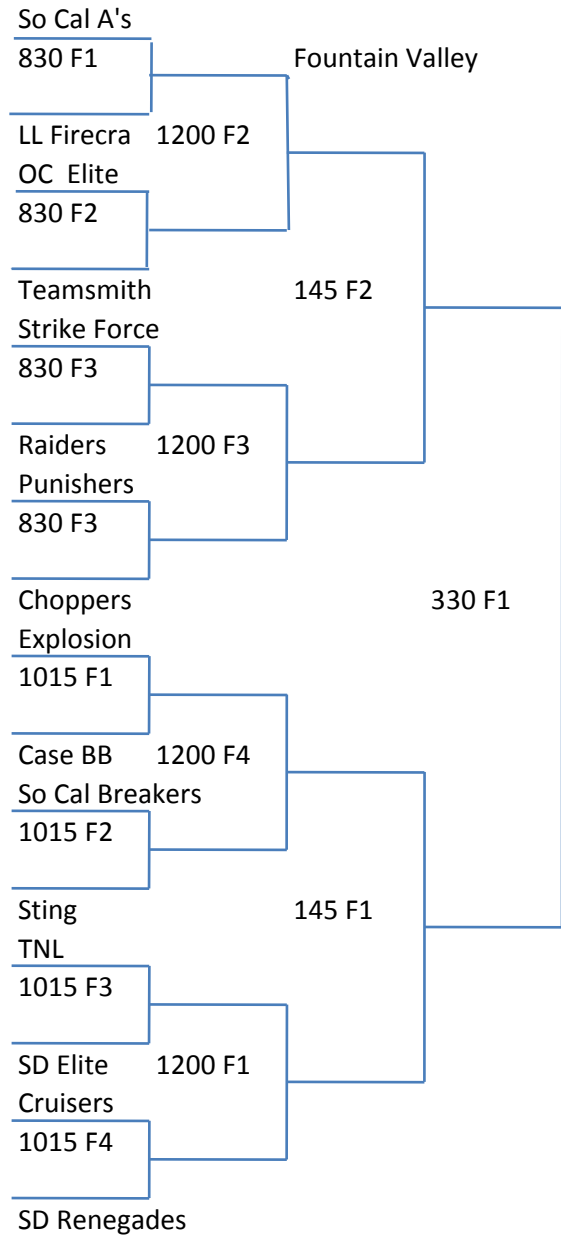 So Cal A's
830 F1 Fountain Valley
LL Firecra 1200 F2
OC Elite
830 F2
Teamsmith 145 F2
Strike Force
830 F3
Raiders 1200 F3
Punishers
830 F3
Choppers 330 F1
Explosion
1015 F1
Case BB 1200 F4
So Cal Breakers
1015 F2
Sting 145 F1
TNL
1015 F3
SD Elite 1200 F1
Cruisers
1015 F4
SD Renegades